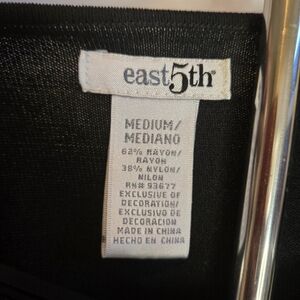 east5th
MEDIUM/
MEDIANO
62% RAYON/
RAYON
38% NYLON/
NILON
RN# 93677
EXCLUSIVE OF
DECORATION/
EXCLUSIVO DE
DECORACION
MADE IN CHINA
HECHO EN CHINA